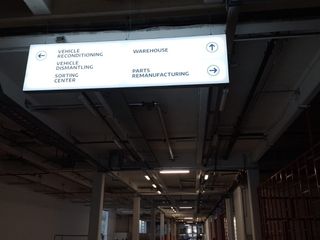 VEHICLE
RECONDITIONING
VEHICLE
DISMANTLING
SORTING
CENTER
WAREHOUSE
PARTS
REMANUFACTURING